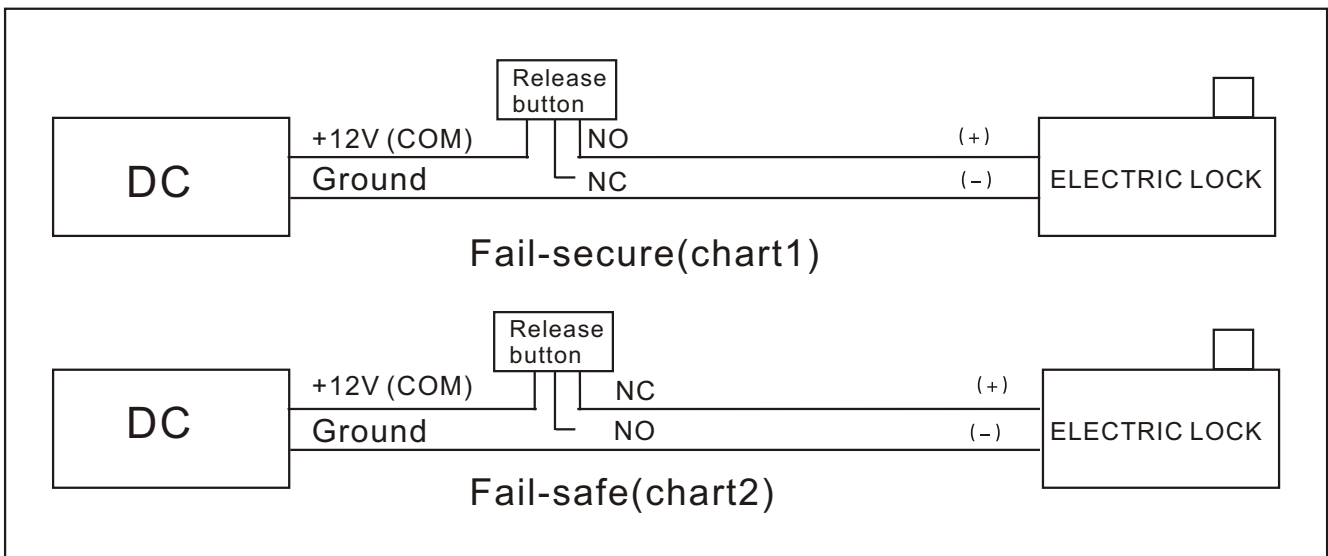 Release
button
+12V (COM)
NO
(+)
DC
Ground
NC
(-)
ELECTRIC LOCK
Fail-secure(chart1)
Release
button
+12V (COM)
NC
(+)
DC
Ground
NO
(-)
ELECTRIC LOCK
Fail-safe(chart2)